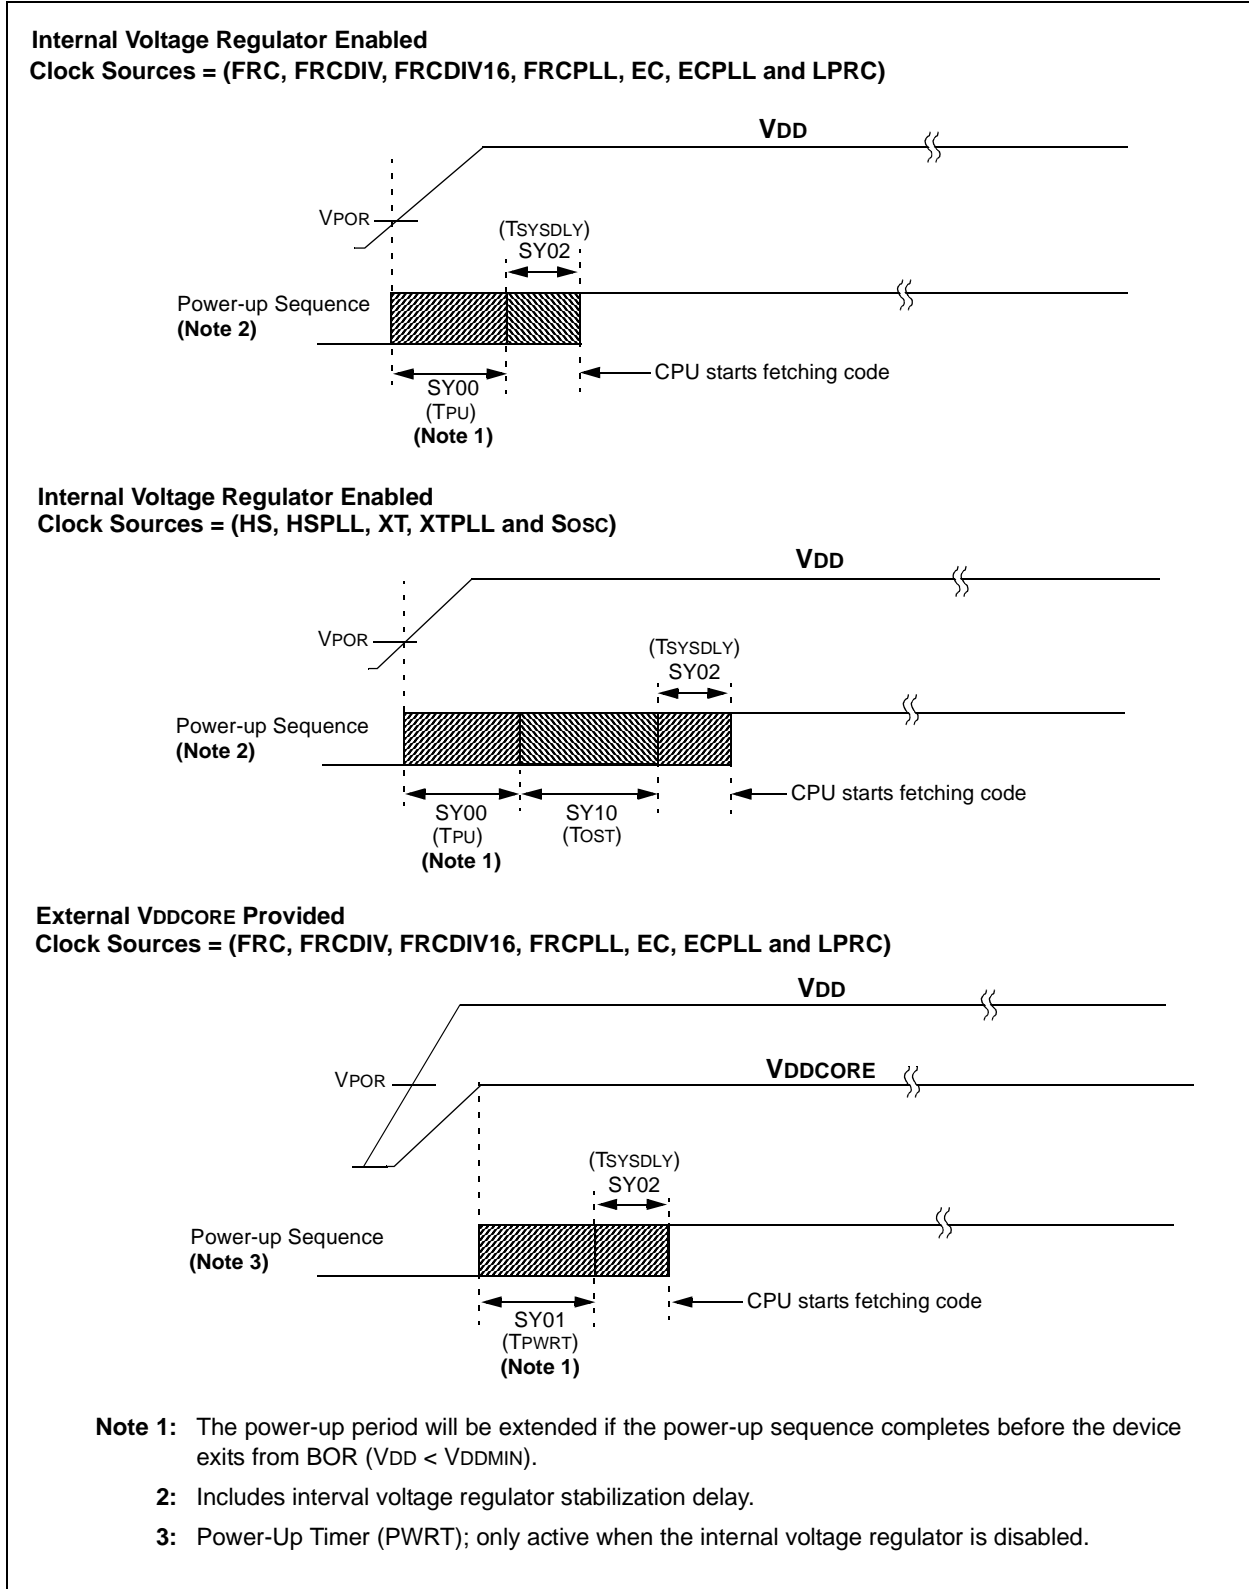 Internal Voltage Regulator Enabled
Clock Sources = (FRC, FRCDIV, FRCDIV16, FRCPLL, EC, ECPLL and LPRC)
VDD
VPOR
(TSYSDLY)
SY02
Power-up Sequence
(Note 2)
CPU starts fetching code
SY00
(TPU)
(Note 1)
Internal Voltage Regulator Enabled
Clock Sources = (HS, HSPLL, XT, XTPLL and SOSC)
VDD
VPOR
(TSYSDLY)
SY02
Power-up Sequence
(Note 2)
CPU starts fetching code
SY00
(TPU)
(Note 1)
SY10
(TOST)
External VDDCORE Provided
Clock Sources = (FRC, FRCDIV, FRCDIV16, FRCPLL, EC, ECPLL and LPRC)
VDD
VPOR
VDDCORE
(TSYSDLY)
SY02
Power-up Sequence
(Note 3)
CPU starts fetching code
SY01
(TPWRT)
(Note 1)
Note 1: The power-up period will be extended if the power-up sequence completes before the device
exits from BOR (VDD < VDDMIN).
2: Includes interval voltage regulator stabilization delay.
3: Power-Up Timer (PWRT); only active when the internal voltage regulator is disabled.